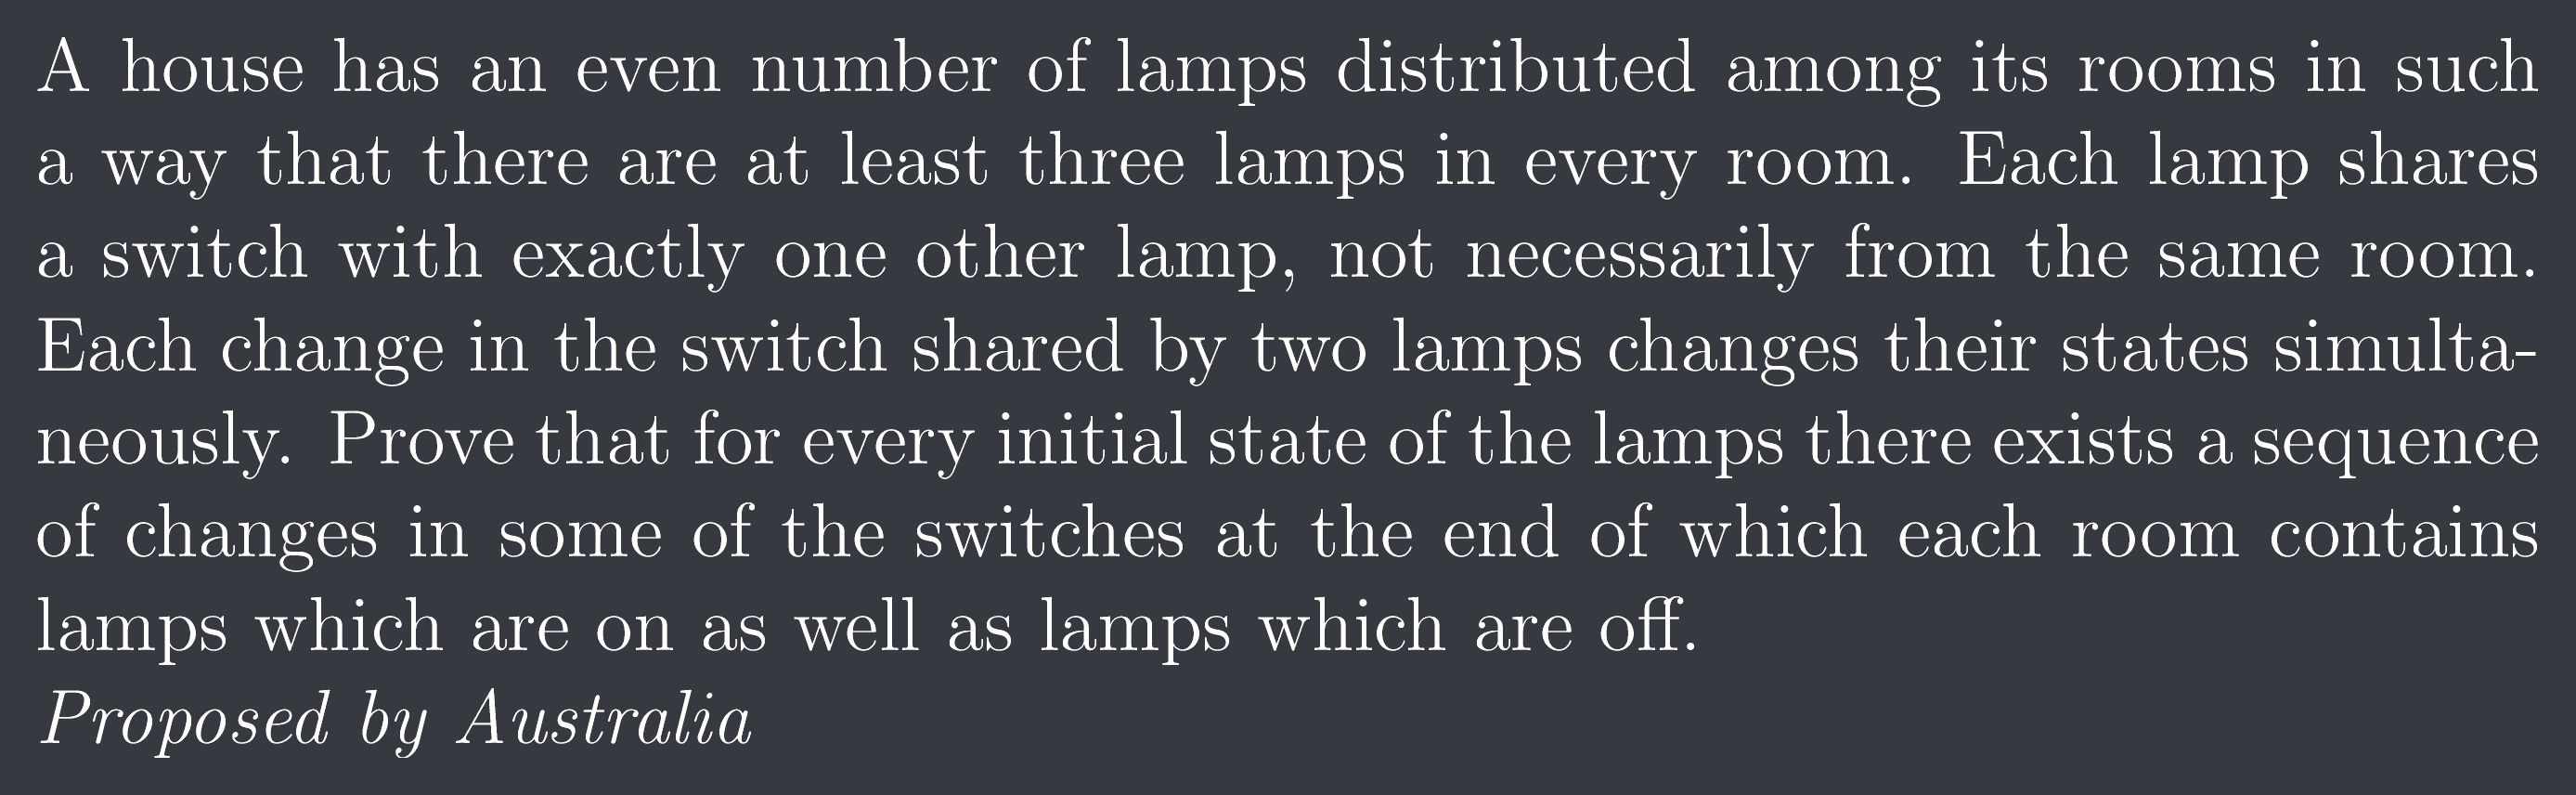 A house has an even number of lamps distributed among its rooms in such
a way that there are at least three lamps in every room. Each lamp shares
a switch with exactly one other lamp, not necessarily from the same room.
Each change in the switch shared by two lamps changes their states simulta-
neously. Prove that for every initial state of the lamps there exists a sequence
of changes in some of the switches at the end of which each room contains
lamps which are on as well as lamps which are off.
Proposed by Australia